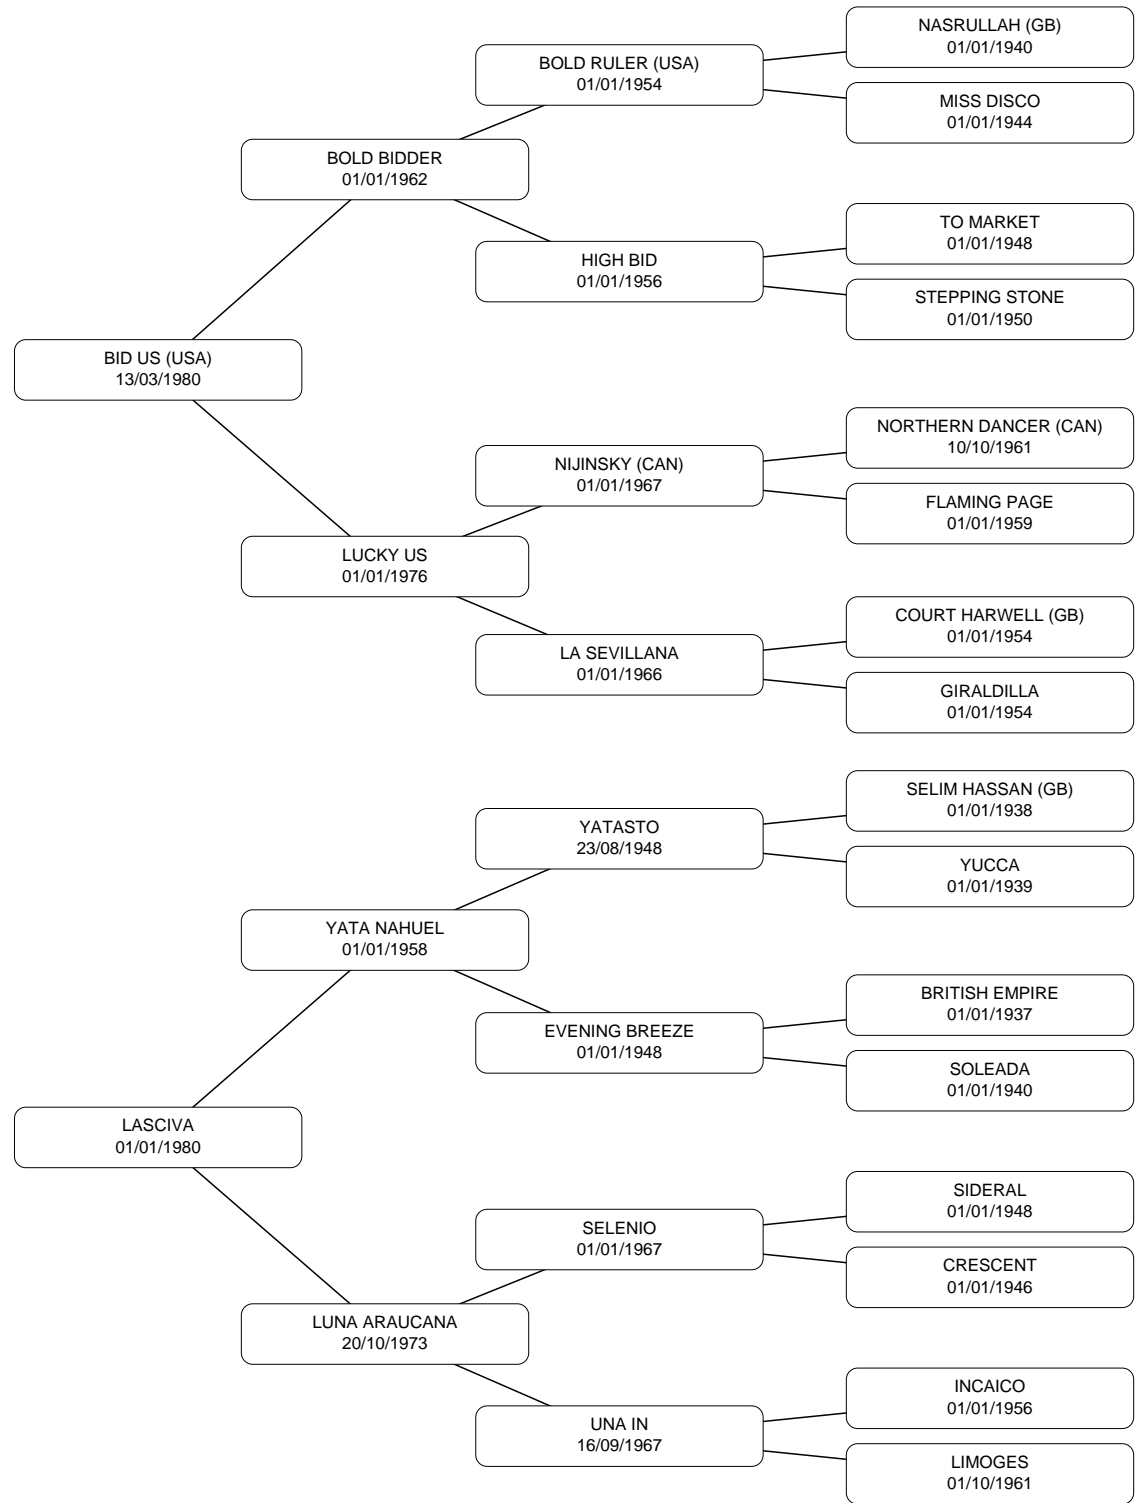 NASRULLAH (GB)
01/01/1940
BOLD RULER (USA)
01/01/1954
MISS DISCO
01/01/1944
BOLD BIDDER
01/01/1962
TO MARKET
01/01/1948
HIGH BID
01/01/1956
STEPPING STONE
01/01/1950
BID US (USA)
13/03/1980
NORTHERN DANCER (CAN)
10/10/1961
NIJINSKY (CAN)
01/01/1967
FLAMING PAGE
01/01/1959
LUCKY US
01/01/1976
COURT HARWELL (GB)
01/01/1954
LA SEVILLANA
01/01/1966
GIRALDILLA
01/01/1954
SELIM HASSAN (GB)
01/01/1938
YATASTO
23/08/1948
YUCCA
01/01/1939
YATA NAHUEL
01/01/1958
BRITISH EMPIRE
01/01/1937
EVENING BREEZE
01/01/1948
SOLEADA
01/01/1940
LASCIVA
01/01/1980
SIDERAL
01/01/1948
SELENIO
01/01/1967
CRESCENT
01/01/1946
LUNA ARAUCANA
20/10/1973
INCAICO
01/01/1956
UNA IN
16/09/1967
LIMOGES
01/10/1961